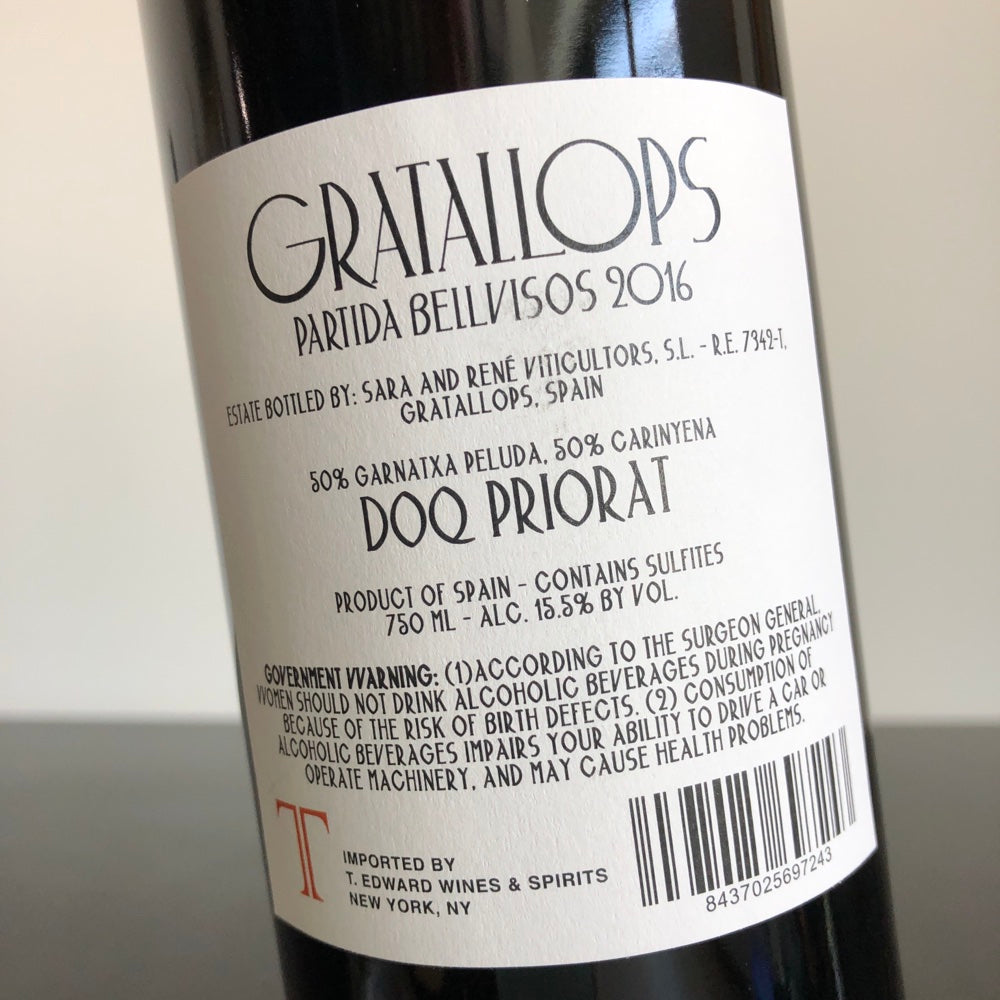 GRATALLOPS
PARTIDA BELLVISOS 2016
ESTATE BOTTLED BY: SARA AND RENÉ VITICULTORS, S.L. - R.E. 7342-T,
GRATALLOPS, SPAIN
50% GARNATXA PELUDA, 50% CARINYENA
DOQ PRIORAT
PRODUCT OF SPAIN - CONTAINS SULFITES
750 ML - ALC. 15.5% BY VOL.
GOVERNMENT WARNING: (1) ACCORDING TO THE SURGEON GENERAL,
WOMEN SHOULD NOT DRINK ALCOHOLIC BEVERAGES DURING PREGNANCY
BECAUSE OF THE RISK OF BIRTH DEFECTS. (2) CONSUMPTION OF
ALCOHOLIC BEVERAGES IMPAIRS YOUR ABILITY TO DRIVE A CAR OR
OPERATE MACHINERY, AND MAY CAUSE HEALTH PROBLEMS.
T
IMPORTED BY
T. EDWARD WINES & SPIRITS
NEW YORK, NY
8437025697243